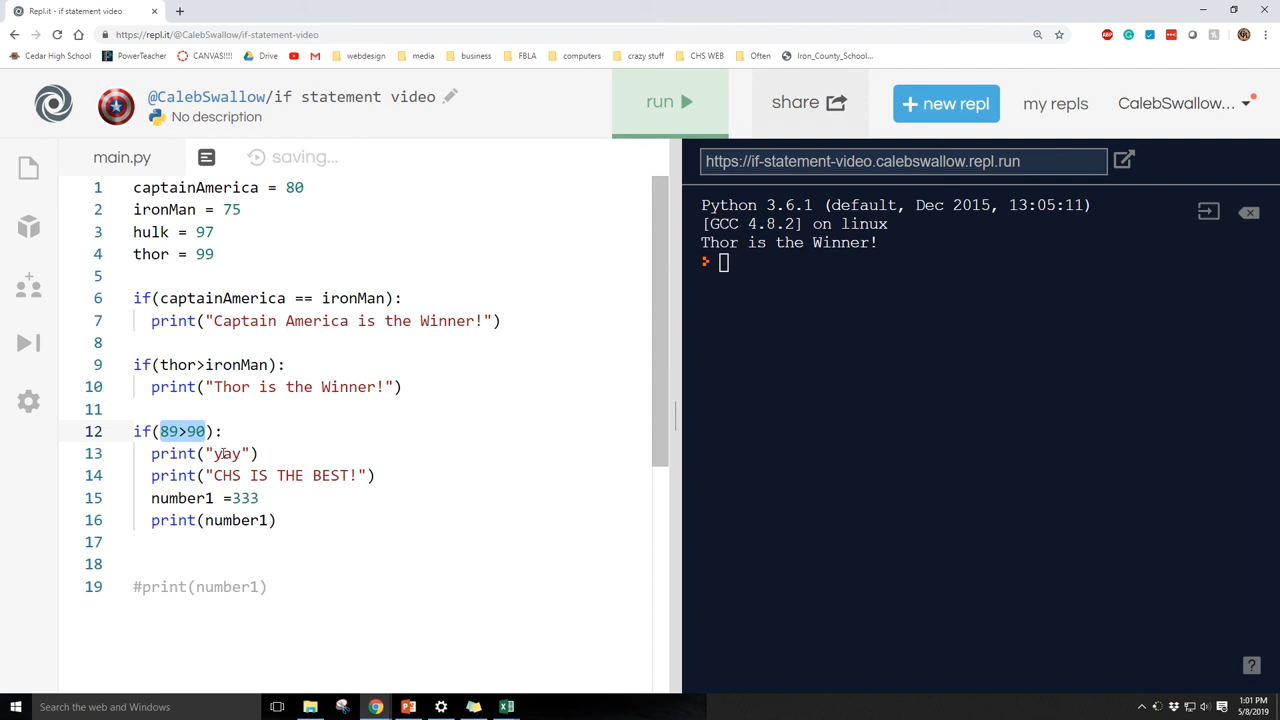 Repl.it - if statement video
https://repl.it/@CalebSwallow/if-statement-video
Cedar High School PowerTeacher CANVAS!!!! Drive webdesign media business FBLA computers crazy stuff CHS WEB Often Iron_County_School...
@CalebSwallow/if statement video
No description
run share + new repl my repls CalebSwallow...
main.py saving... https://if-statement-video.calebswallow.repl.run
1 captainAmerica = 80
2 ironMan = 75
3 hulk = 97
4 thor = 99
5
6 if(captainAmerica == ironMan):
7 print("Captain America is the Winner!")
8
9 if(thor>ironMan):
10 print("Thor is the Winner!")
11
12 if(89>90):
13 print("yay")
14 print("CHS IS THE BEST!")
15 number1 =333
16 print(number1)
17
18
19 #print(number1)
Python 3.6.1 (default, Dec 2015, 13:05:11)
[GCC 4.8.2] on linux
Thor is the Winner!
?
Search the web and Windows
1:01 PM
5/8/2019